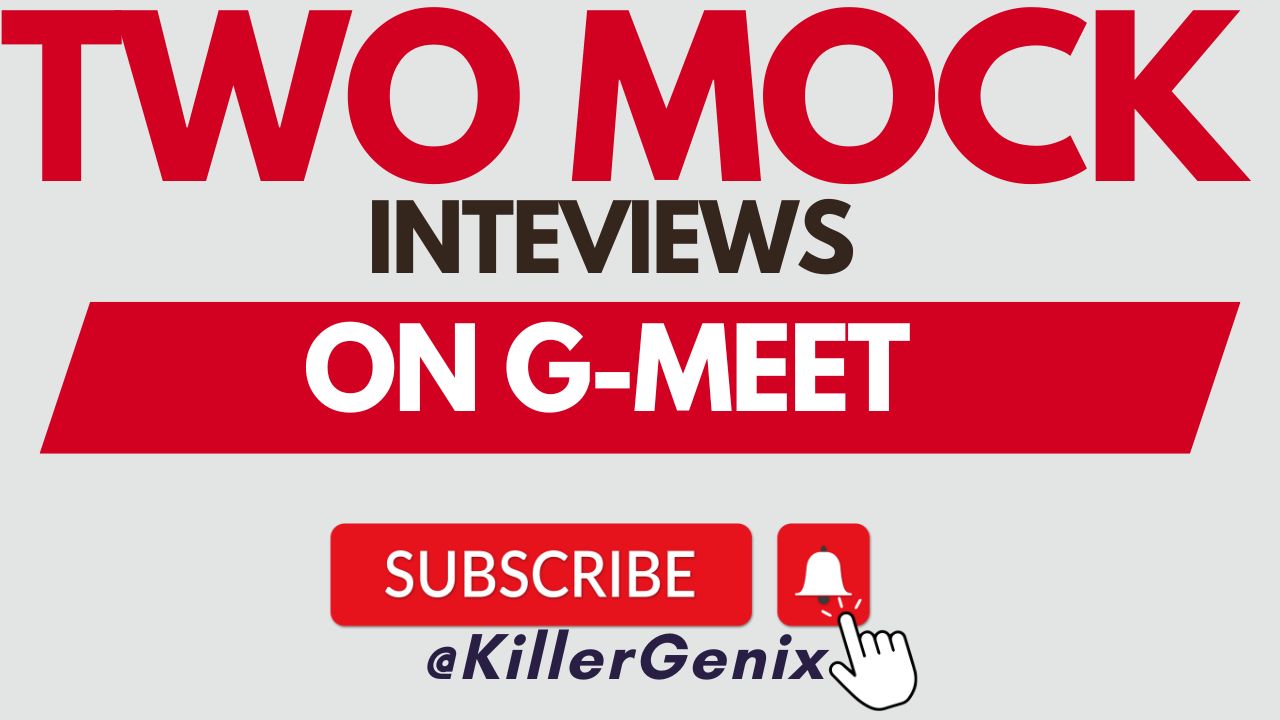 TWO MOCK
INTEVIEWS
ON G-MEET
SUBSCRIBE
@KillerGenix